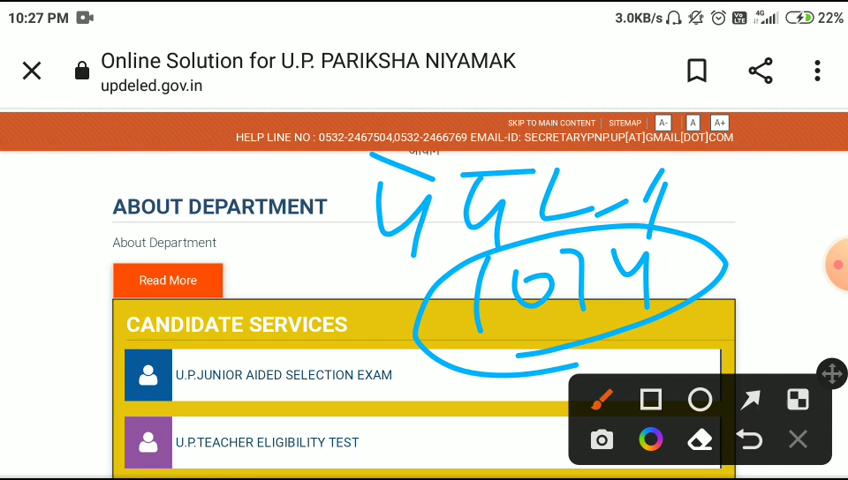 10:27 PM 3.0KB/s 4G 22%
Online Solution for U.P. PARIKSHA NIYAMAK
updeled.gov.in
SKIP TO MAIN CONTENT SITEMAP A- A A+
HELP LINE NO : 0532-2467504,0532-2466769 EMAIL-ID: SECRETARYPNP.UP[AT]GMAIL[DOT]COM
ABOUT DEPARTMENT
About Department
Read More
1074
CANDIDATE SERVICES
U.P.JUNIOR AIDED SELECTION EXAM
U.P.TEACHER ELIGIBILITY TEST